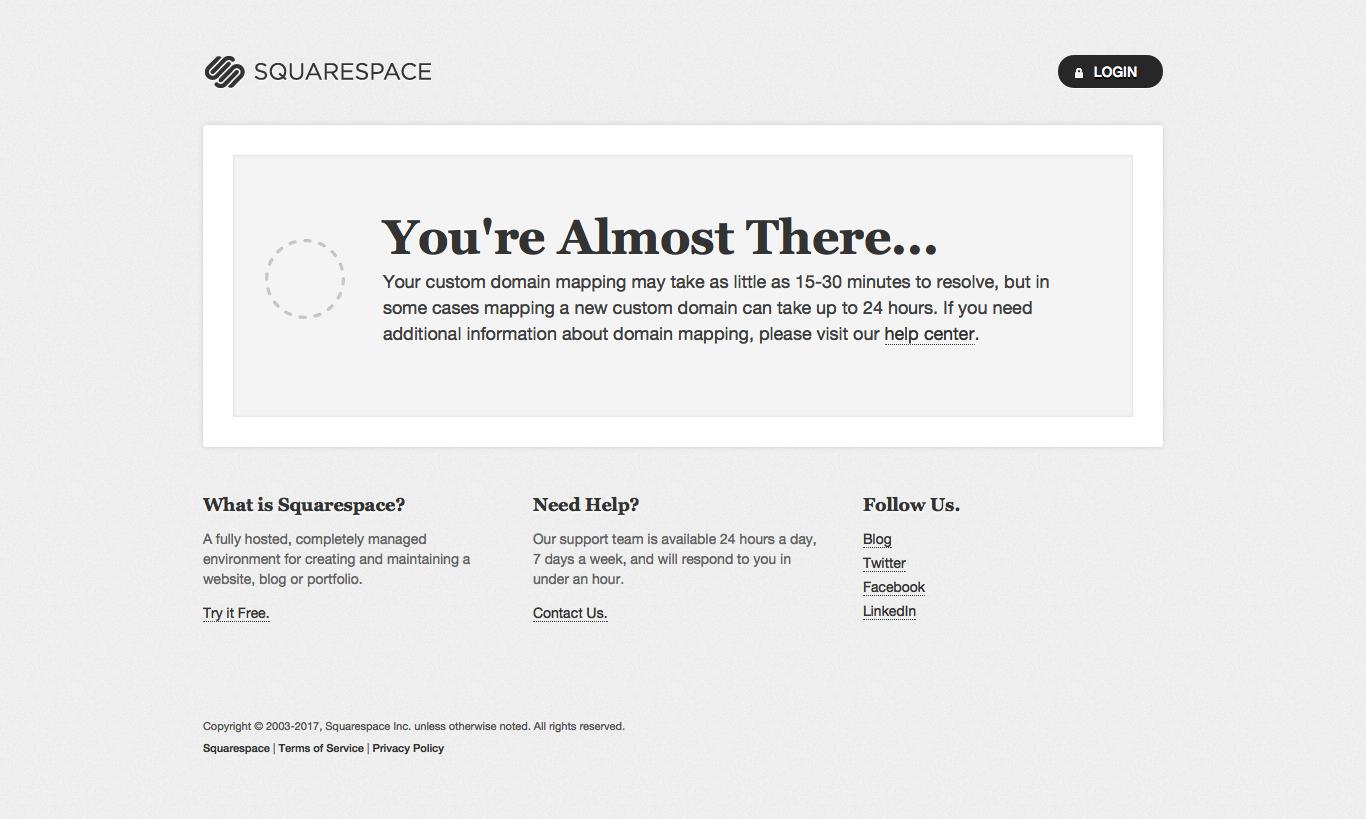 SQUARESPACE
LOGIN
You're Almost There...
Your custom domain mapping may take as little as 15-30 minutes to resolve, but in
some cases mapping a new custom domain can take up to 24 hours. If you need
additional information about domain mapping, please visit our help center.
What is Squarespace?
A fully hosted, completely managed
environment for creating and maintaining a
website, blog or portfolio.
Try it Free.
Need Help?
Our support team is available 24 hours a day,
7 days a week, and will respond to you in
under an hour.
Contact Us.
Follow Us.
Blog
Twitter
Facebook
LinkedIn
Copyright © 2003-2017, Squarespace Inc. unless otherwise noted. All rights reserved.
Squarespace | Terms of Service | Privacy Policy